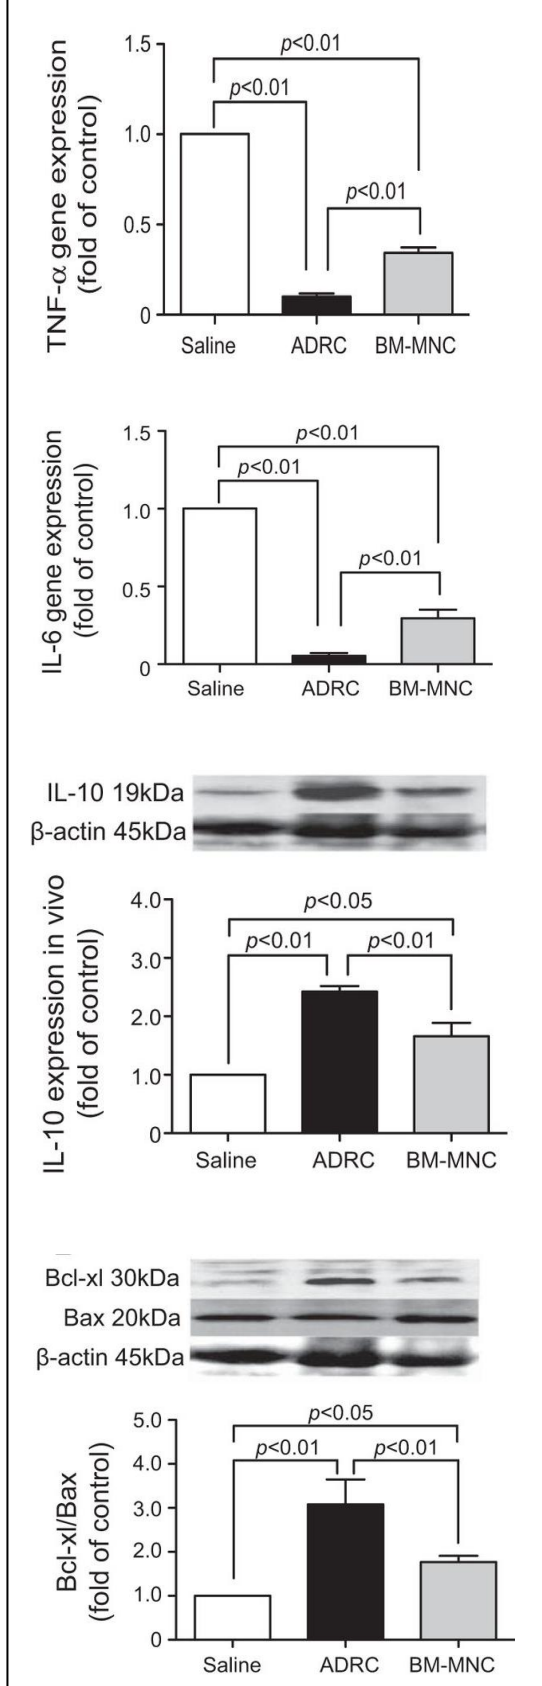 TNF-α gene expression
(fold of control)
1.5
1.0
0.5
0
p<0.01
p<0.01
p<0.01
Saline ADRC BM-MNC
IL-6 gene expression
(fold of control)
1.5
1.0
0.5
0
p<0.01
p<0.01
p<0.01
Saline ADRC BM-MNC
IL-10 19kDa
β-actin 45kDa
IL-10 expression in vivo
(fold of control)
4.0
3.0
2.0
1.0
0
p<0.05
p<0.01 p<0.01
Saline ADRC BM-MNC
Bcl-xl 30kDa
Bax 20kDa
β-actin 45kDa
Bcl-xl/Bax
(fold of control)
5.0
4.0
3.0
2.0
1.0
0
p<0.05
p<0.01 p<0.01
Saline ADRC BM-MNC